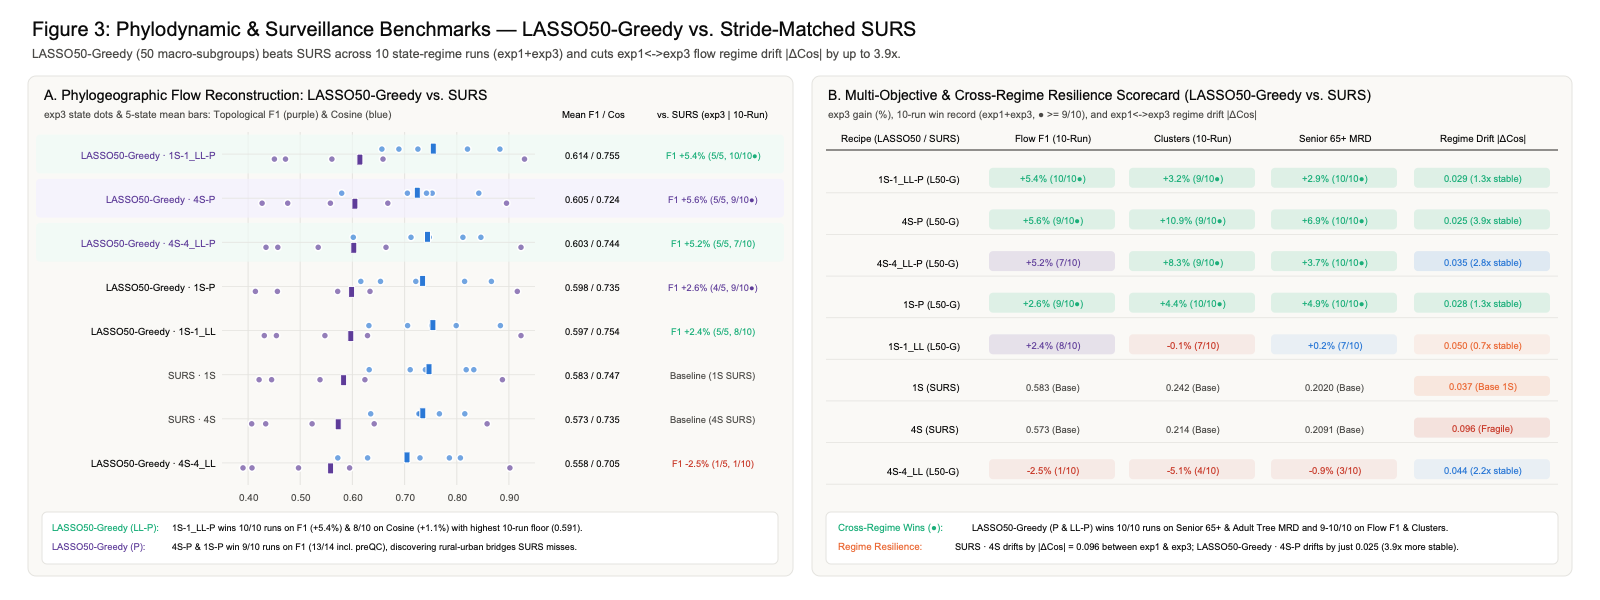 Figure 3: Phylodynamic & Surveillance Benchmarks — LASSO50-Greedy vs. Stride-Matched SURS
LASSO50-Greedy (50 macro-subgroups) beats SURS across 10 state-regime runs (exp1+exp3) and cuts exp1<->exp3 flow regime drift |ΔCos| by up to 3.9x.
A. Phylogeographic Flow Reconstruction: LASSO50-Greedy vs. SURS
exp3 state dots & 5-state mean bars: Topological F1 (purple) & Cosine (blue) Mean F1 / Cos vs. SURS (exp3 | 10-Run)
LASSO50-Greedy · 1S-1_LL-P 0.614 / 0.755 F1 +5.4% (5/5, 10/10●)
LASSO50-Greedy · 4S-P 0.605 / 0.724 F1 +5.6% (5/5, 9/10●)
LASSO50-Greedy · 4S-4_LL-P 0.603 / 0.744 F1 +5.2% (5/5, 7/10)
LASSO50-Greedy · 1S-P 0.598 / 0.735 F1 +2.6% (4/5, 9/10●)
LASSO50-Greedy · 1S-1_LL 0.597 / 0.754 F1 +2.4% (5/5, 8/10)
SURS · 1S 0.583 / 0.747 Baseline (1S SURS)
SURS · 4S 0.573 / 0.735 Baseline (4S SURS)
LASSO50-Greedy · 4S-4_LL 0.558 / 0.705 F1 -2.5% (1/5, 1/10)
0.40 0.50 0.60 0.70 0.80 0.90
LASSO50-Greedy (LL-P): 1S-1_LL-P wins 10/10 runs on F1 (+5.4%) & 8/10 on Cosine (+1.1%) with highest 10-run floor (0.591).
LASSO50-Greedy (P): 4S-P & 1S-P win 9/10 runs on F1 (13/14 incl. preQC), discovering rural-urban bridges SURS misses.
B. Multi-Objective & Cross-Regime Resilience Scorecard (LASSO50-Greedy vs. SURS)
exp3 gain (%), 10-run win record (exp1+exp3, ● >= 9/10), and exp1<->exp3 regime drift |ΔCos|
Recipe (LASSO50 / SURS) Flow F1 (10-Run) Clusters (10-Run) Senior 65+ MRD Regime Drift |ΔCos|
1S-1_LL-P (L50-G) +5.4% (10/10●) +3.2% (9/10●) +2.9% (10/10●) 0.029 (1.3x stable)
4S-P (L50-G) +5.6% (9/10●) +10.9% (9/10●) +6.9% (10/10●) 0.025 (3.9x stable)
4S-4_LL-P (L50-G) +5.2% (7/10) +8.3% (9/10●) +3.7% (10/10●) 0.035 (2.8x stable)
1S-P (L50-G) +2.6% (9/10●) +4.4% (10/10●) +4.9% (10/10●) 0.028 (1.3x stable)
1S-1_LL (L50-G) +2.4% (8/10) -0.1% (7/10) +0.2% (7/10) 0.050 (0.7x stable)
1S (SURS) 0.583 (Base) 0.242 (Base) 0.2020 (Base) 0.037 (Base 1S)
4S (SURS) 0.573 (Base) 0.214 (Base) 0.2091 (Base) 0.096 (Fragile)
4S-4_LL (L50-G) -2.5% (1/10) -5.1% (4/10) -0.9% (3/10) 0.044 (2.2x stable)
Cross-Regime Wins (●): LASSO50-Greedy (P & LL-P) wins 10/10 runs on Senior 65+ & Adult Tree MRD and 9-10/10 on Flow F1 & Clusters.
Regime Resilience: SURS · 4S drifts by |ΔCos| = 0.096 between exp1 & exp3; LASSO50-Greedy · 4S-P drifts by just 0.025 (3.9x more stable).